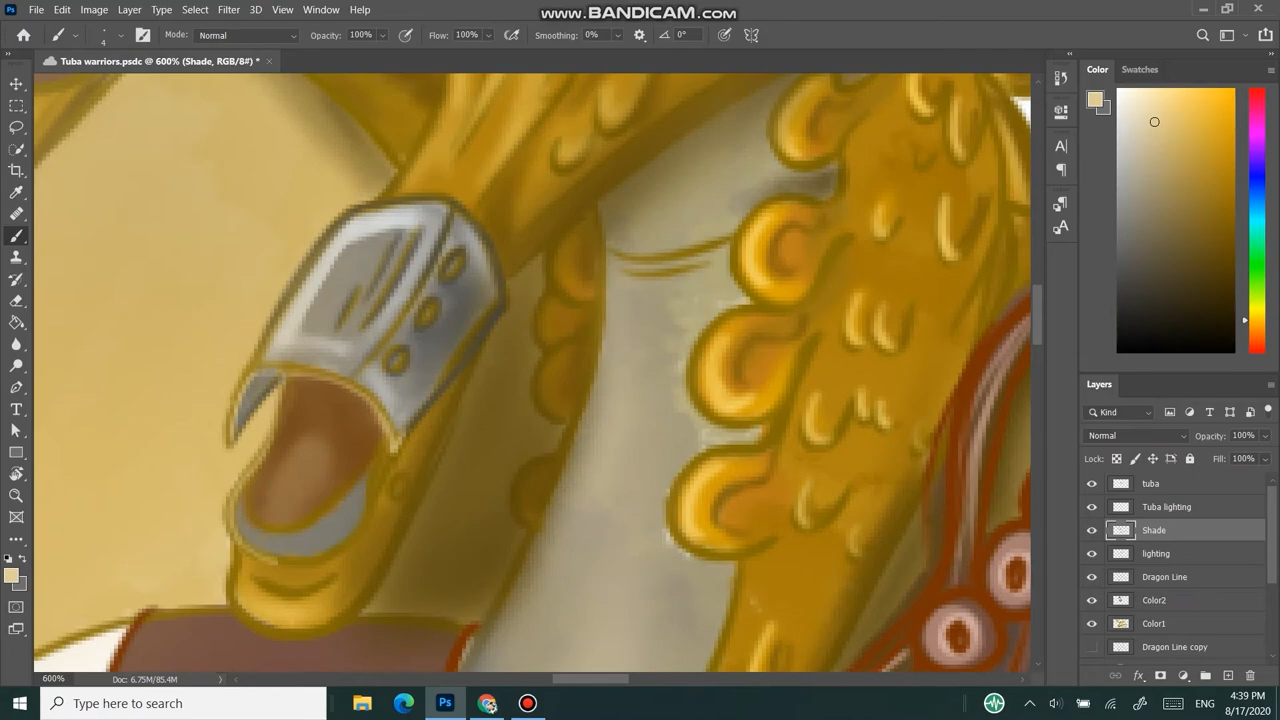 www.BANDICAM.com
Ps File Edit Image Layer Type Select Filter 3D View Window Help
4 Mode: Normal Opacity: 100% Flow: 100% Smoothing: 0% 0°
Tuba warriors.psdc @ 600% (Shade, RGB/8#) *
Color Swatches
Layers
Kind
Normal Opacity: 100%
Lock: Fill: 100%
tuba
Tuba lighting
Shade
lighting
Dragon Line
Color2
Color1
Dragon Line copy
600% Doc: 6.75M/85.4M
Type here to search
Ps
4:39 PM
8/17/2020